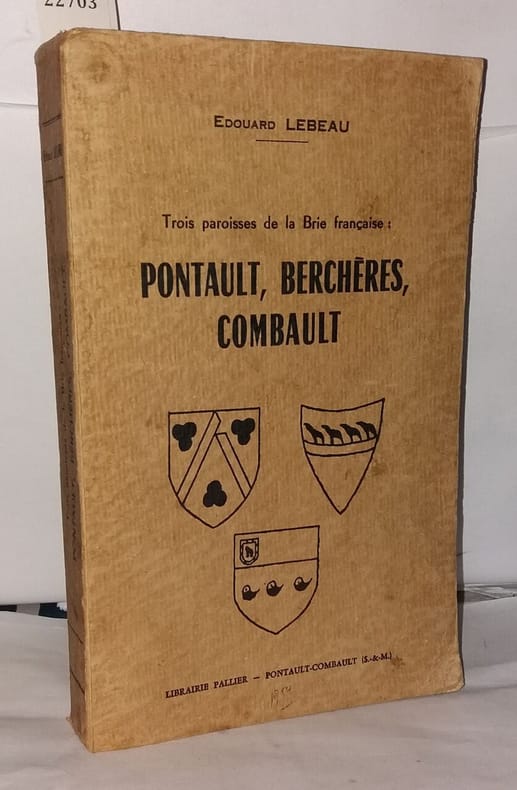 22703
EDOUARD LEBEAU
Trois paroisses de la Brie française :
PONTAULT, BERCHÈRES,
COMBAULT
LIBRAIRIE PALLIER — PONTAULT-COMBAULT (S.-&-M.)